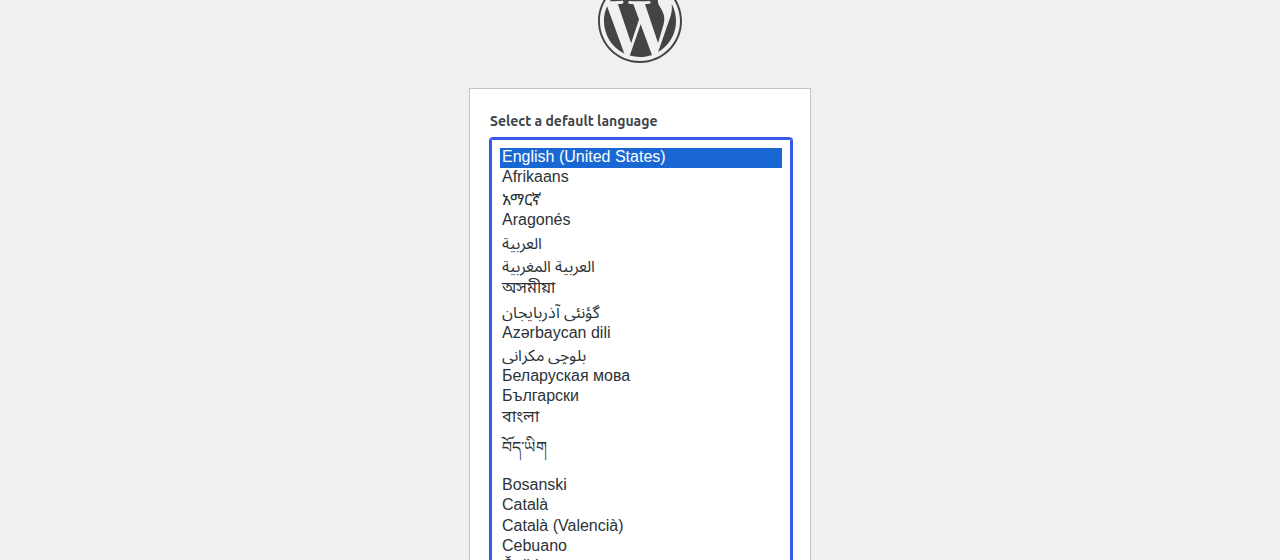 Select a default language
English (United States)
Afrikaans
አማርኛ
Aragonés
العربية
العربية المغربية
অসমীয়া
گؤنئی آذربایجان
Azərbaycan dili
بلوچی مکرانی
Беларуская мова
Български
বাংলা
བོད་ཡིག
Bosanski
Català
Català (Valencià)
Cebuano